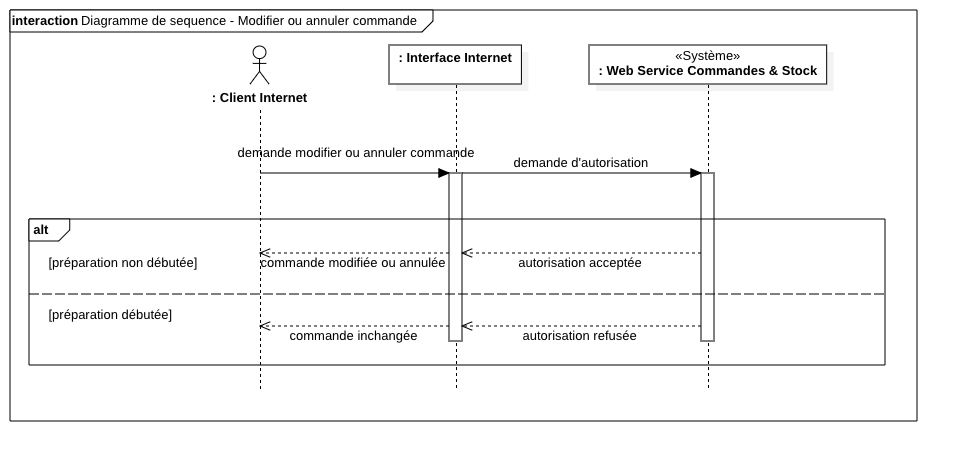 interaction Diagramme de sequence - Modifier ou annuler commande
: Client Internet
: Interface Internet
«Système»
: Web Service Commandes & Stock
demande modifier ou annuler commande
demande d'autorisation
alt
[préparation non débutée]
commande modifiée ou annulée
autorisation acceptée
[préparation débutée]
commande inchangée
autorisation refusée